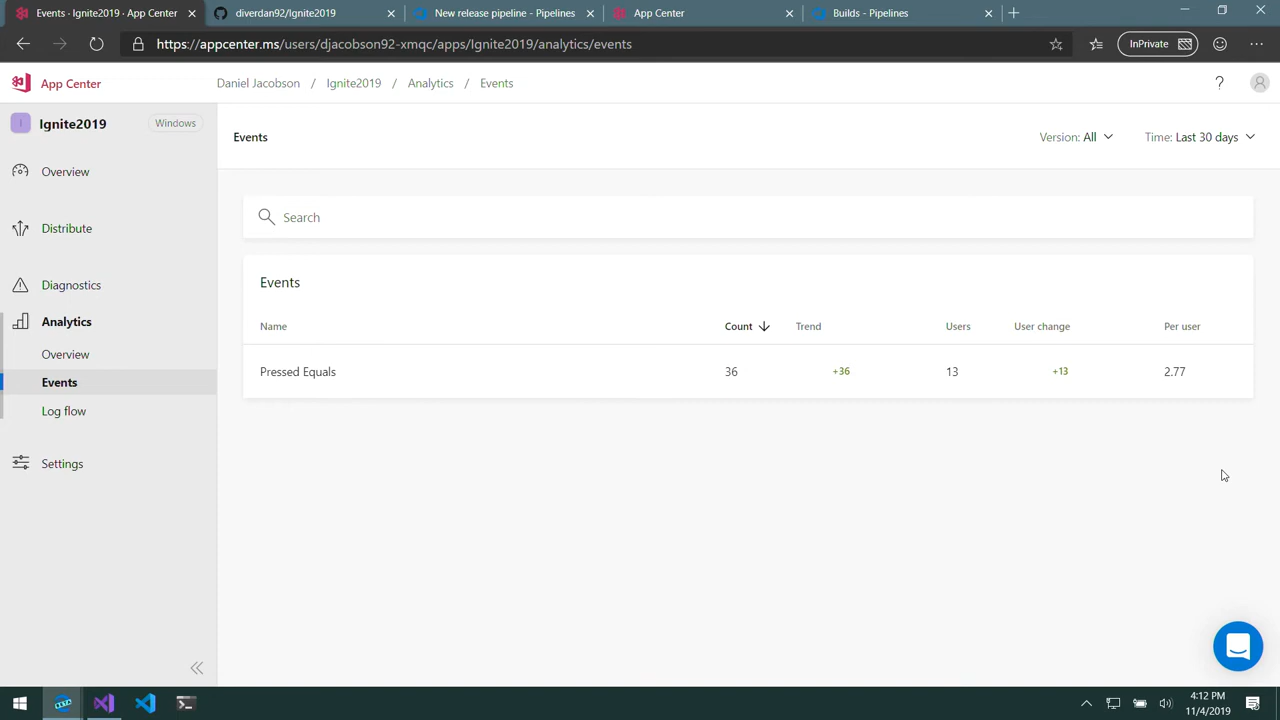 Events - Ignite2019 - App Center
diverdan92/Ignite2019
New release pipeline - Pipelines
App Center
Builds - Pipelines
https://appcenter.ms/users/djacobson92-xmqc/apps/Ignite2019/analytics/events
InPrivate
App Center
Daniel Jacobson / Ignite2019 / Analytics / Events
?
Ignite2019
Windows
Events
Version: All
Time: Last 30 days
Overview
Distribute
Diagnostics
Analytics
Overview
Events
Log flow
Settings
Search
Events
Name Count Trend Users User change Per user
Pressed Equals 36 +36 13 +13 2.77
4:12 PM
11/4/2019